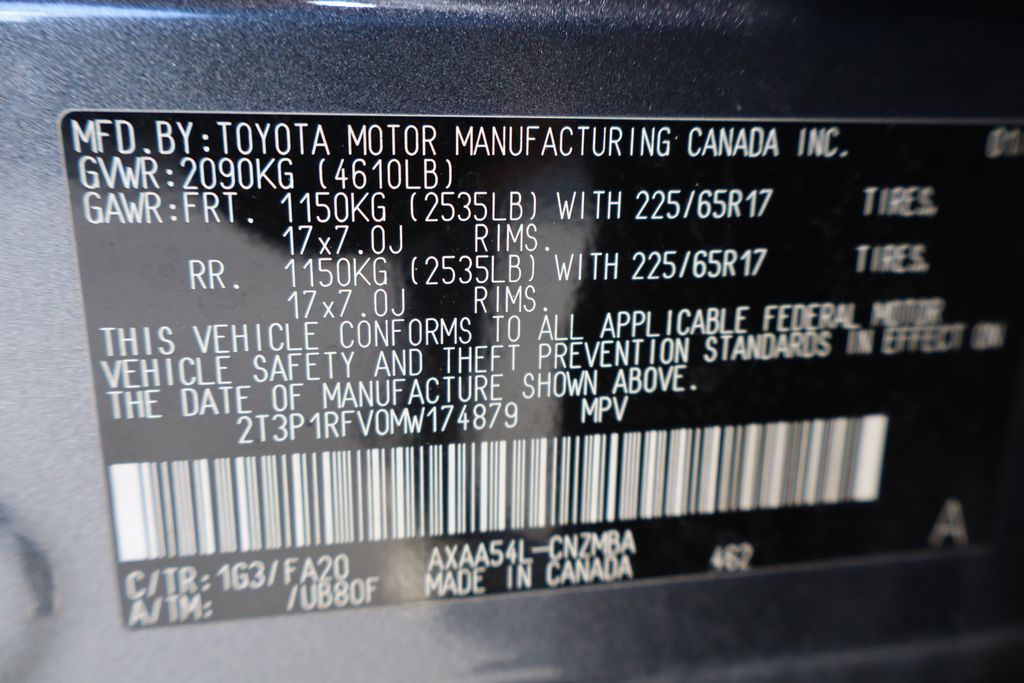 MFD.BY:TOYOTA MOTOR MANUFACTURING CANADA INC.
GVWR:2090KG (4610LB)
GAWR:FRT. 1150KG (2535LB) WITH 225/65R17 TIRES.
17x7.0J RIMS.
RR. 1150KG (2535LB) WITH 225/65R17 TIRES.
17x7.0J RIMS.
THIS VEHICLE CONFORMS TO ALL APPLICABLE FEDERAL MOTOR
VEHICLE SAFETY AND THEFT PREVENTION STANDARDS IN EFFECT ON
THE DATE OF MANUFACTURE SHOWN ABOVE.
2T3P1RFV0MW174879 MPV
C/TR:1G3/FA20 AXAA54L-CNZMBA 462 A
A/TM: /UB80F MADE IN CANADA